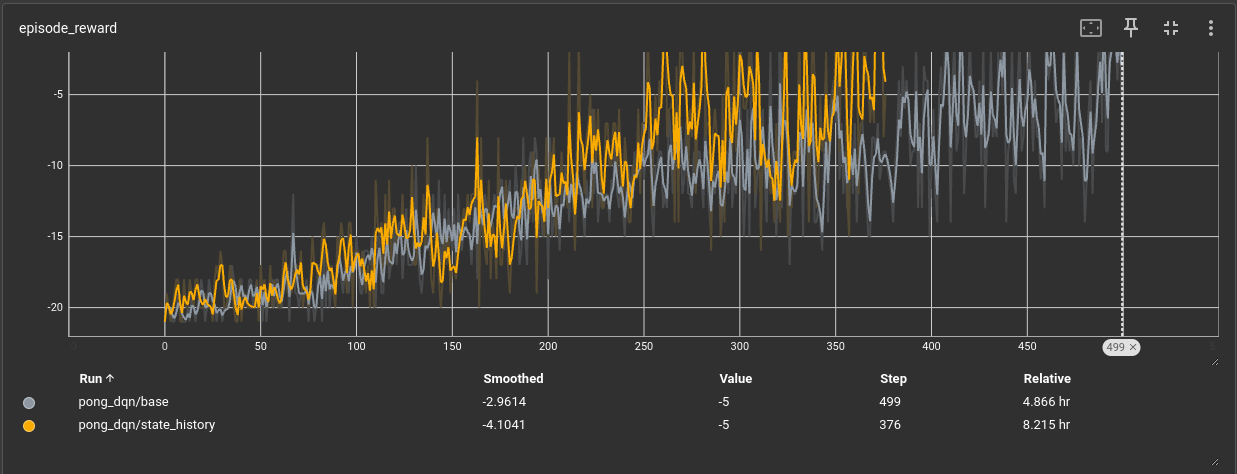 episode_reward
-5
-10
-15
-20
0 50 100 150 200 250 300 350 400 450 499 ×
Run ↑ Smoothed Value Step Relative
pong_dqn/base -2.9614 -5 499 4.866 hr
pong_dqn/state_history -4.1041 -5 376 8.215 hr